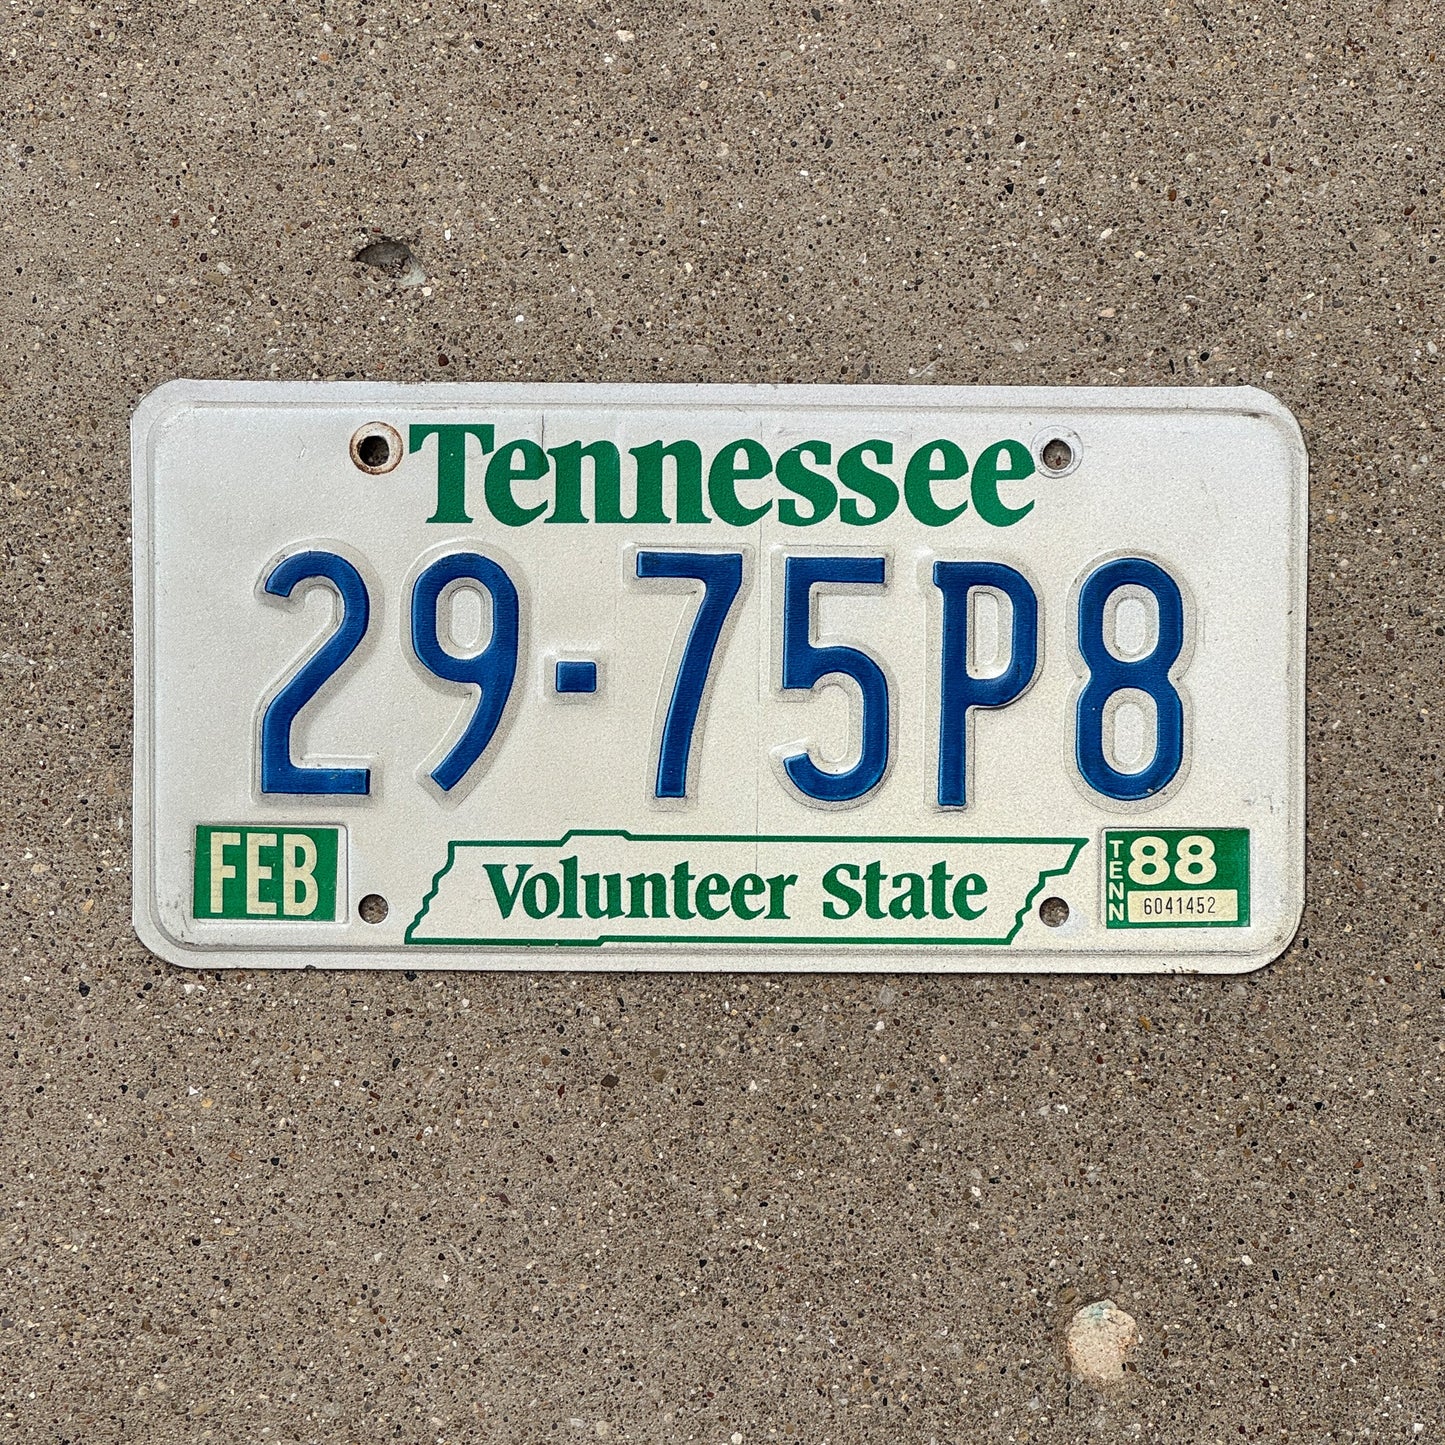 Tennessee
29-75P8
FEB
Volunteer State
TENN
88
6041452